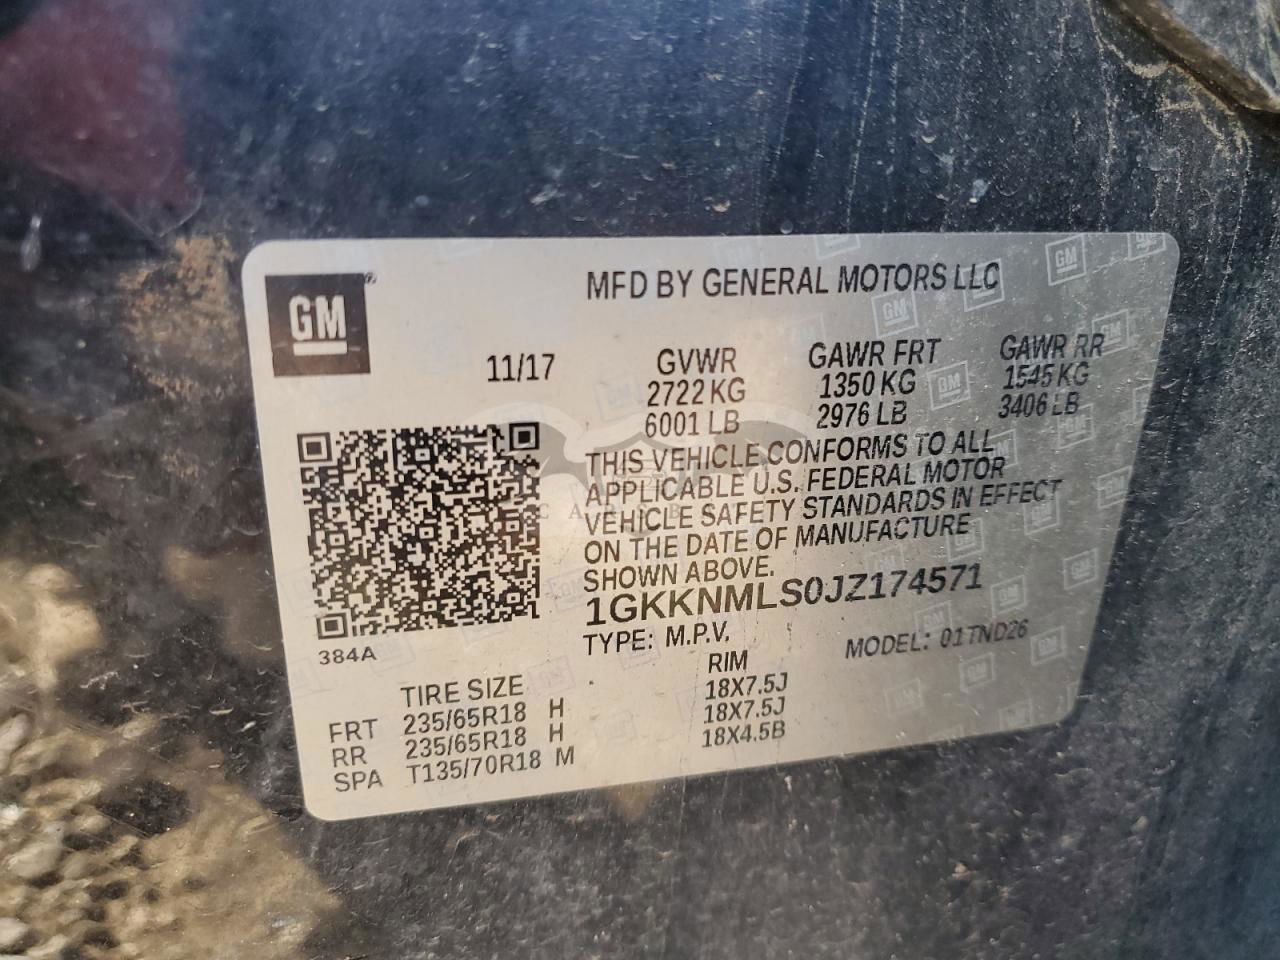 GM
MFD BY GENERAL MOTORS LLC
11/17 GVWR GAWR FRT GAWR RR
2722 KG 1350 KG 1545 KG
6001 LB 2976 LB 3406 LB
THIS VEHICLE CONFORMS TO ALL
APPLICABLE U.S. FEDERAL MOTOR
VEHICLE SAFETY STANDARDS IN EFFECT
ON THE DATE OF MANUFACTURE
SHOWN ABOVE.
1GKKNMLS0JZ174571
TYPE: M.P.V. MODEL: 01TND26
384A
TIRE SIZE RIM
FRT 235/65R18 H 18X7.5J
RR 235/65R18 H 18X7.5J
SPA T135/70R18 M 18X4.5B